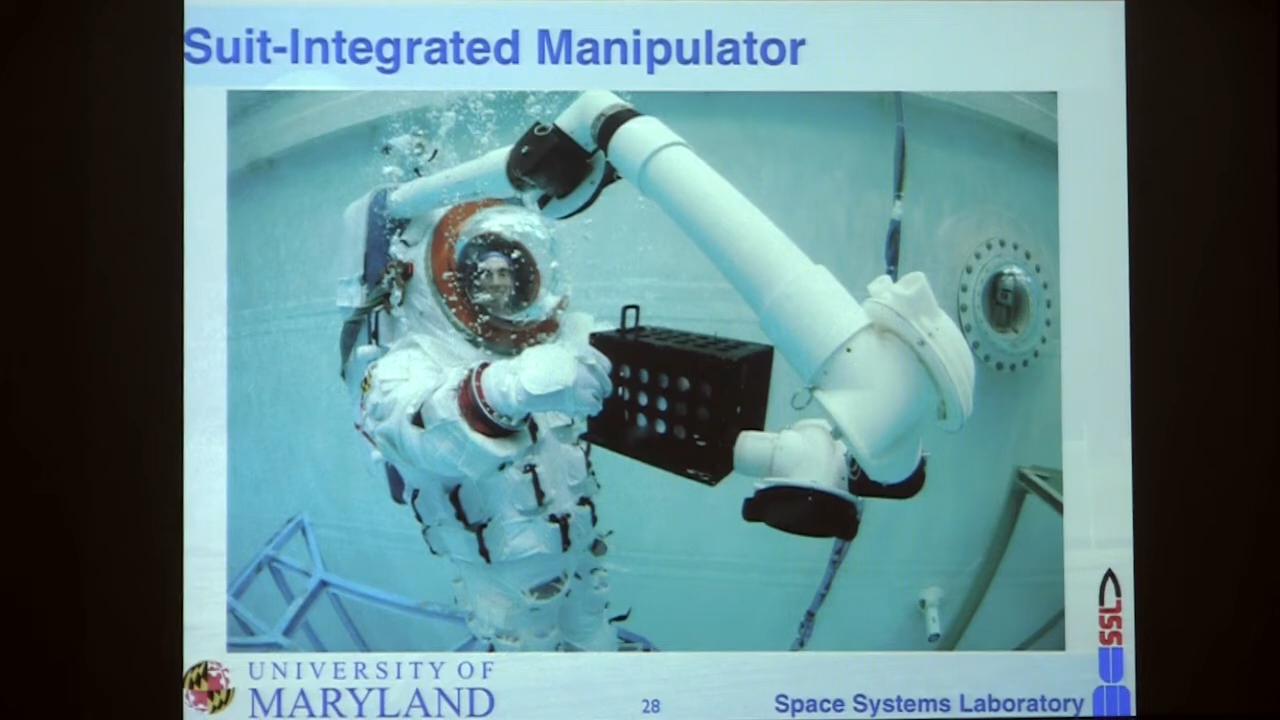 Suit-Integrated Manipulator
SSL
UNIVERSITY OF
MARYLAND
28
Space Systems Laboratory